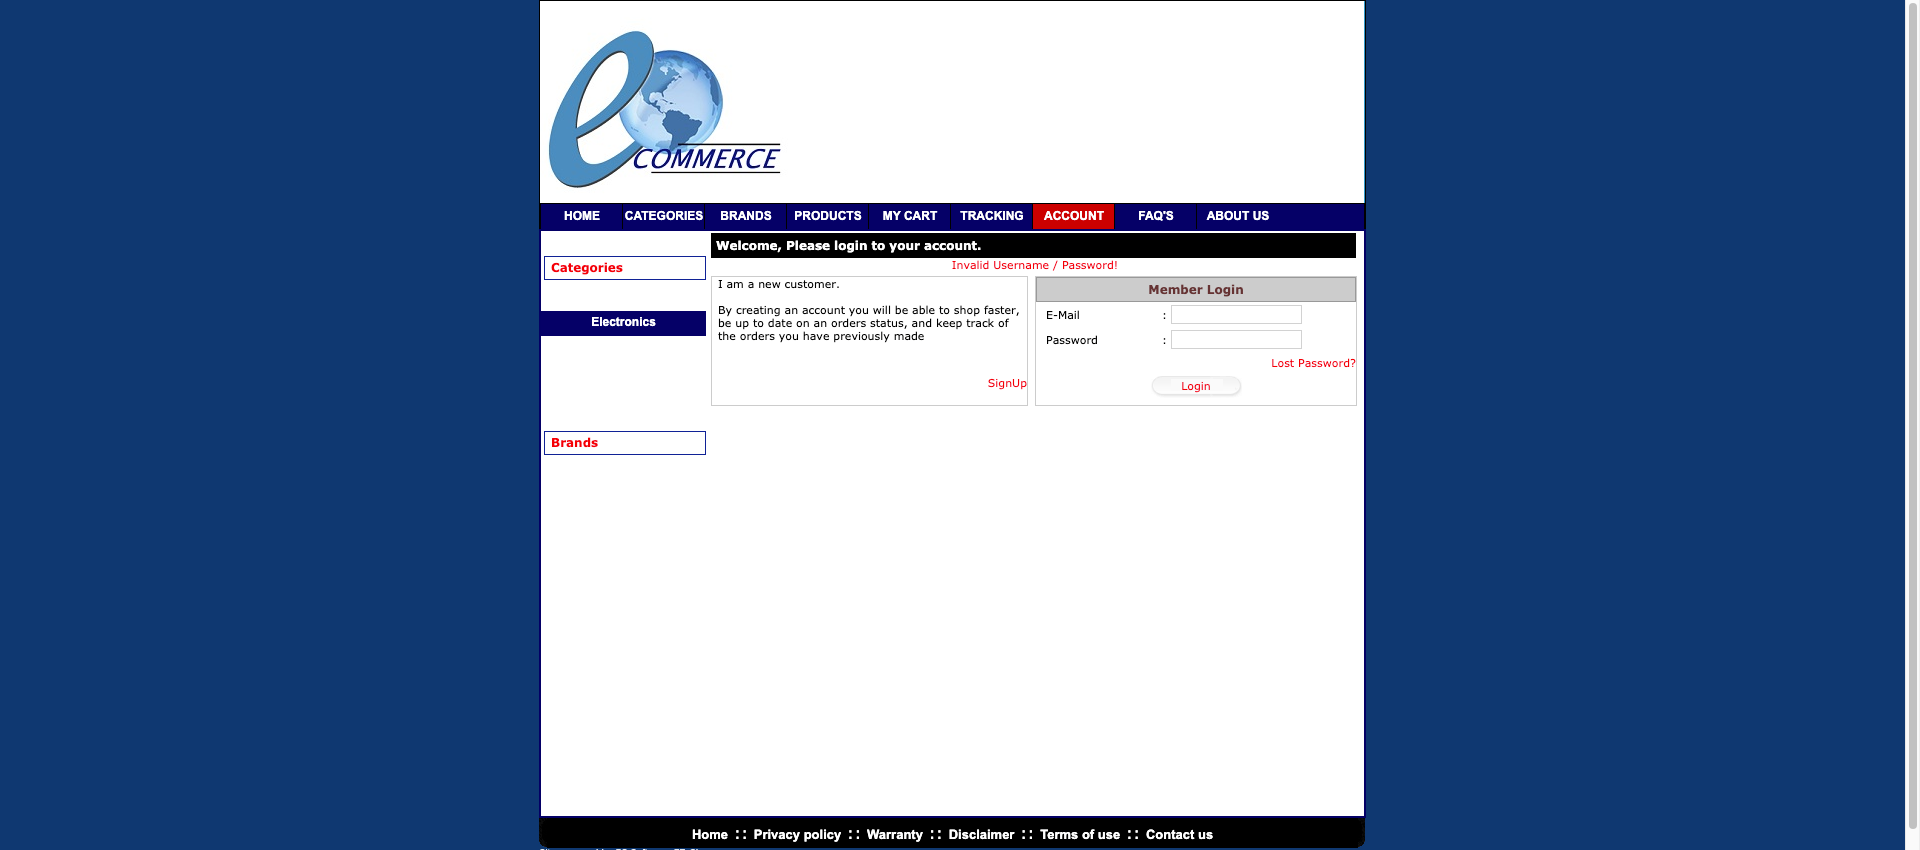 e
COMMERCE
HOME CATEGORIES BRANDS PRODUCTS MY CART TRACKING ACCOUNT FAQ'S ABOUT US
Categories
Electronics
Brands
Welcome, Please login to your account.
Invalid Username / Password!
I am a new customer.
By creating an account you will be able to shop faster,
be up to date on an orders status, and keep track of
the orders you have previously made
SignUp
Member Login
E-Mail :
Password :
Lost Password?
Login
Home :: Privacy policy :: Warranty :: Disclaimer :: Terms of use :: Contact us